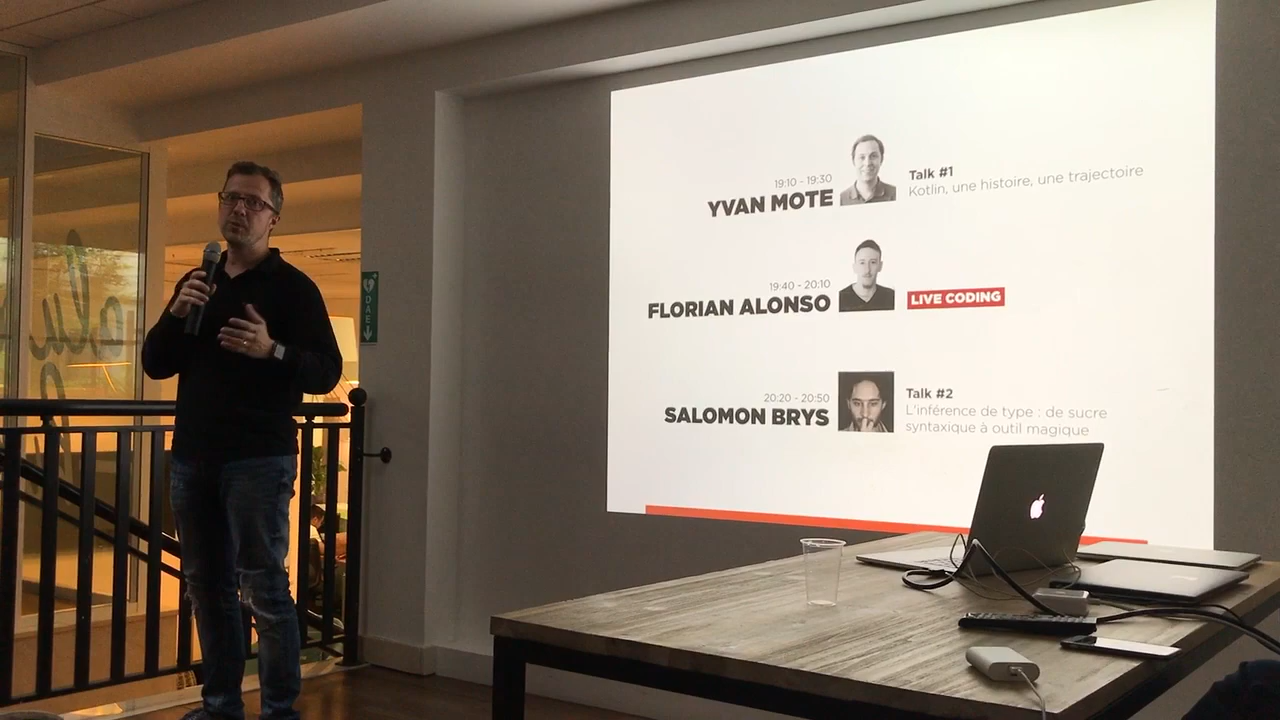 19:10 - 19:30
YVAN MOTE
Talk #1
Kotlin, une histoire, une trajectoire
19:40 - 20:10
FLORIAN ALONSO
LIVE CODING
20:20 - 20:50
SALOMON BRYS
Talk #2
L'inférence de type : de sucre
syntaxique à outil magique
DAE